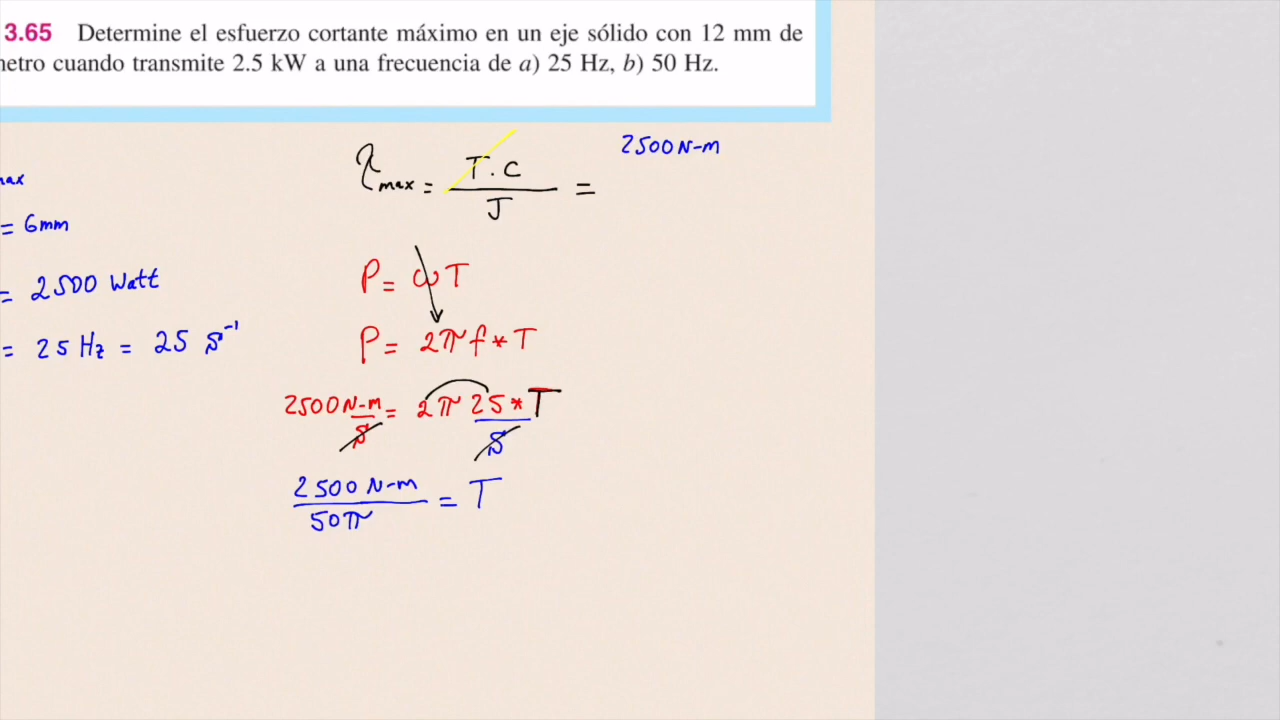 3.65 Determine el esfuerzo cortante máximo en un eje sólido con 12 mm de
metro cuando transmite 2.5 kW a una frecuencia de a) 25 Hz, b) 50 Hz.
max
= 6mm
= 2500 Watt
= 25 Hz = 25 s⁻¹
τmax = T . C / J =
2500 N-m
P = ωT
P = 2πf * T
2500 N-m / s = 2π 25 / s * T
2500 N-m / 50π = T